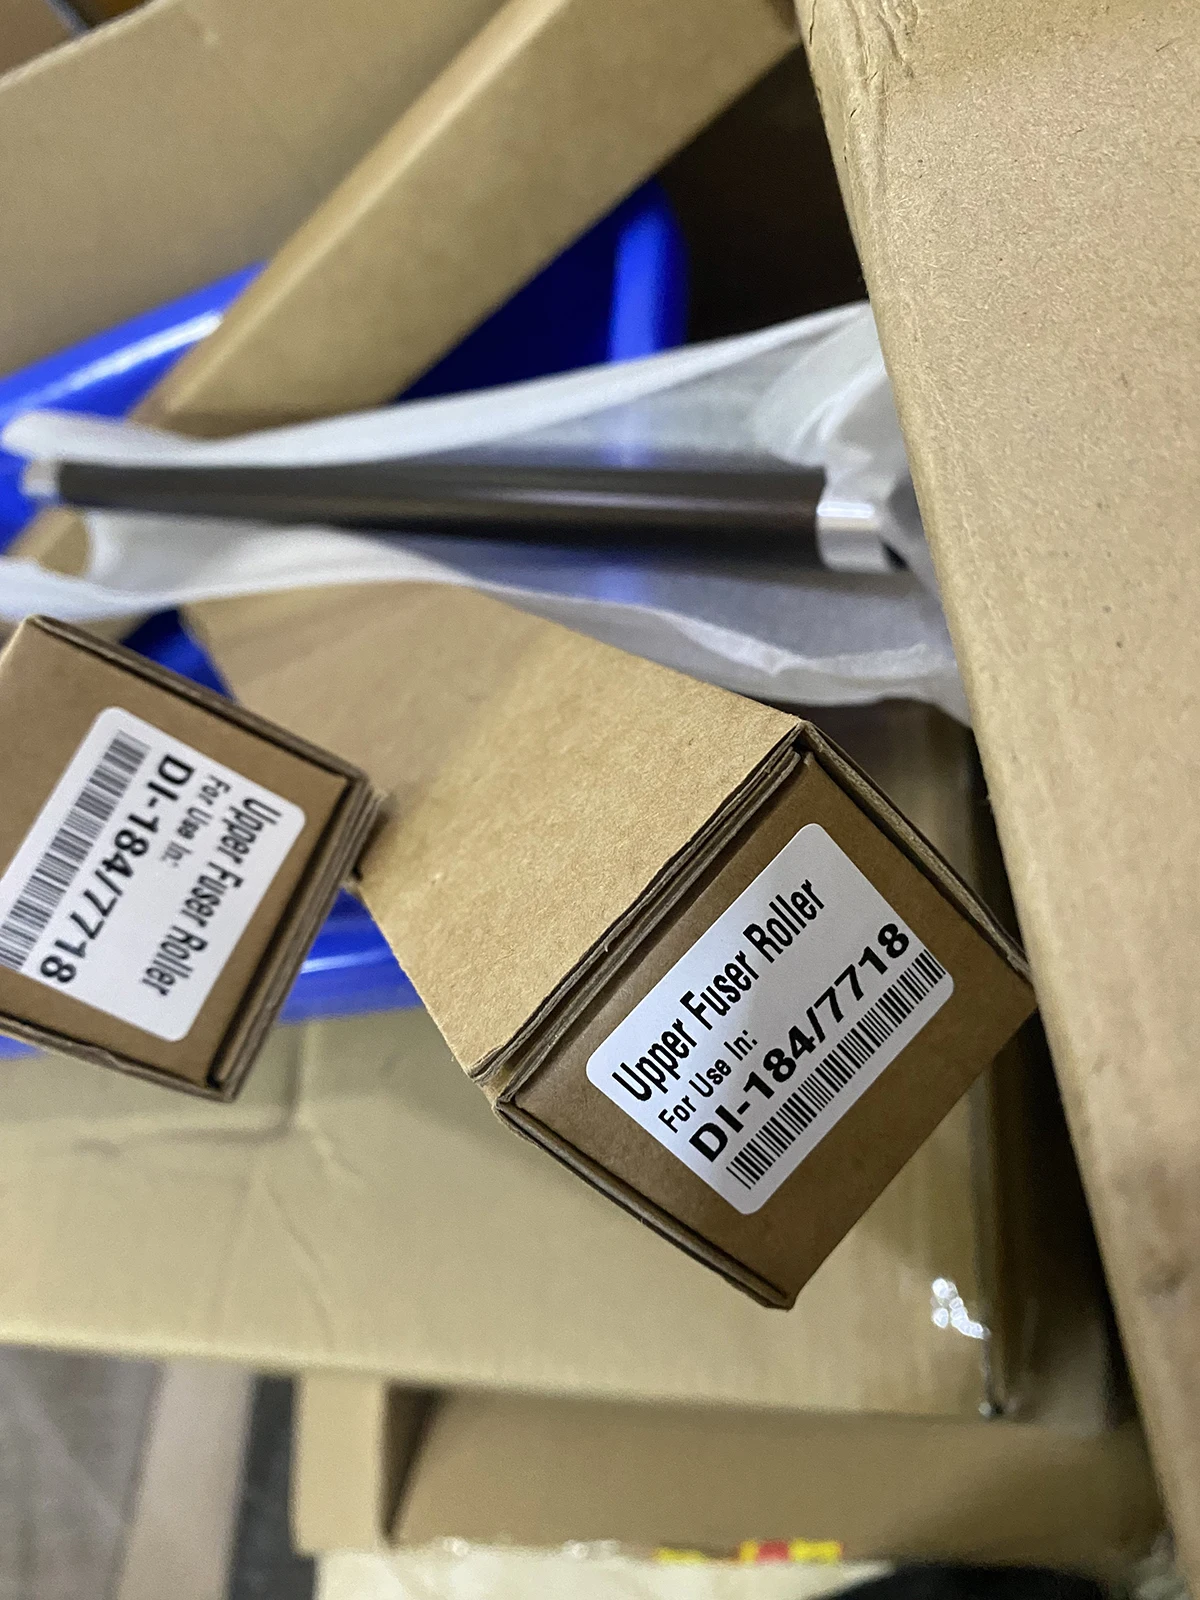 Upper Fuser Roller
For Use In:
DI-184/7718
Upper Fuser Roller
For Use In:
DI-184/7718